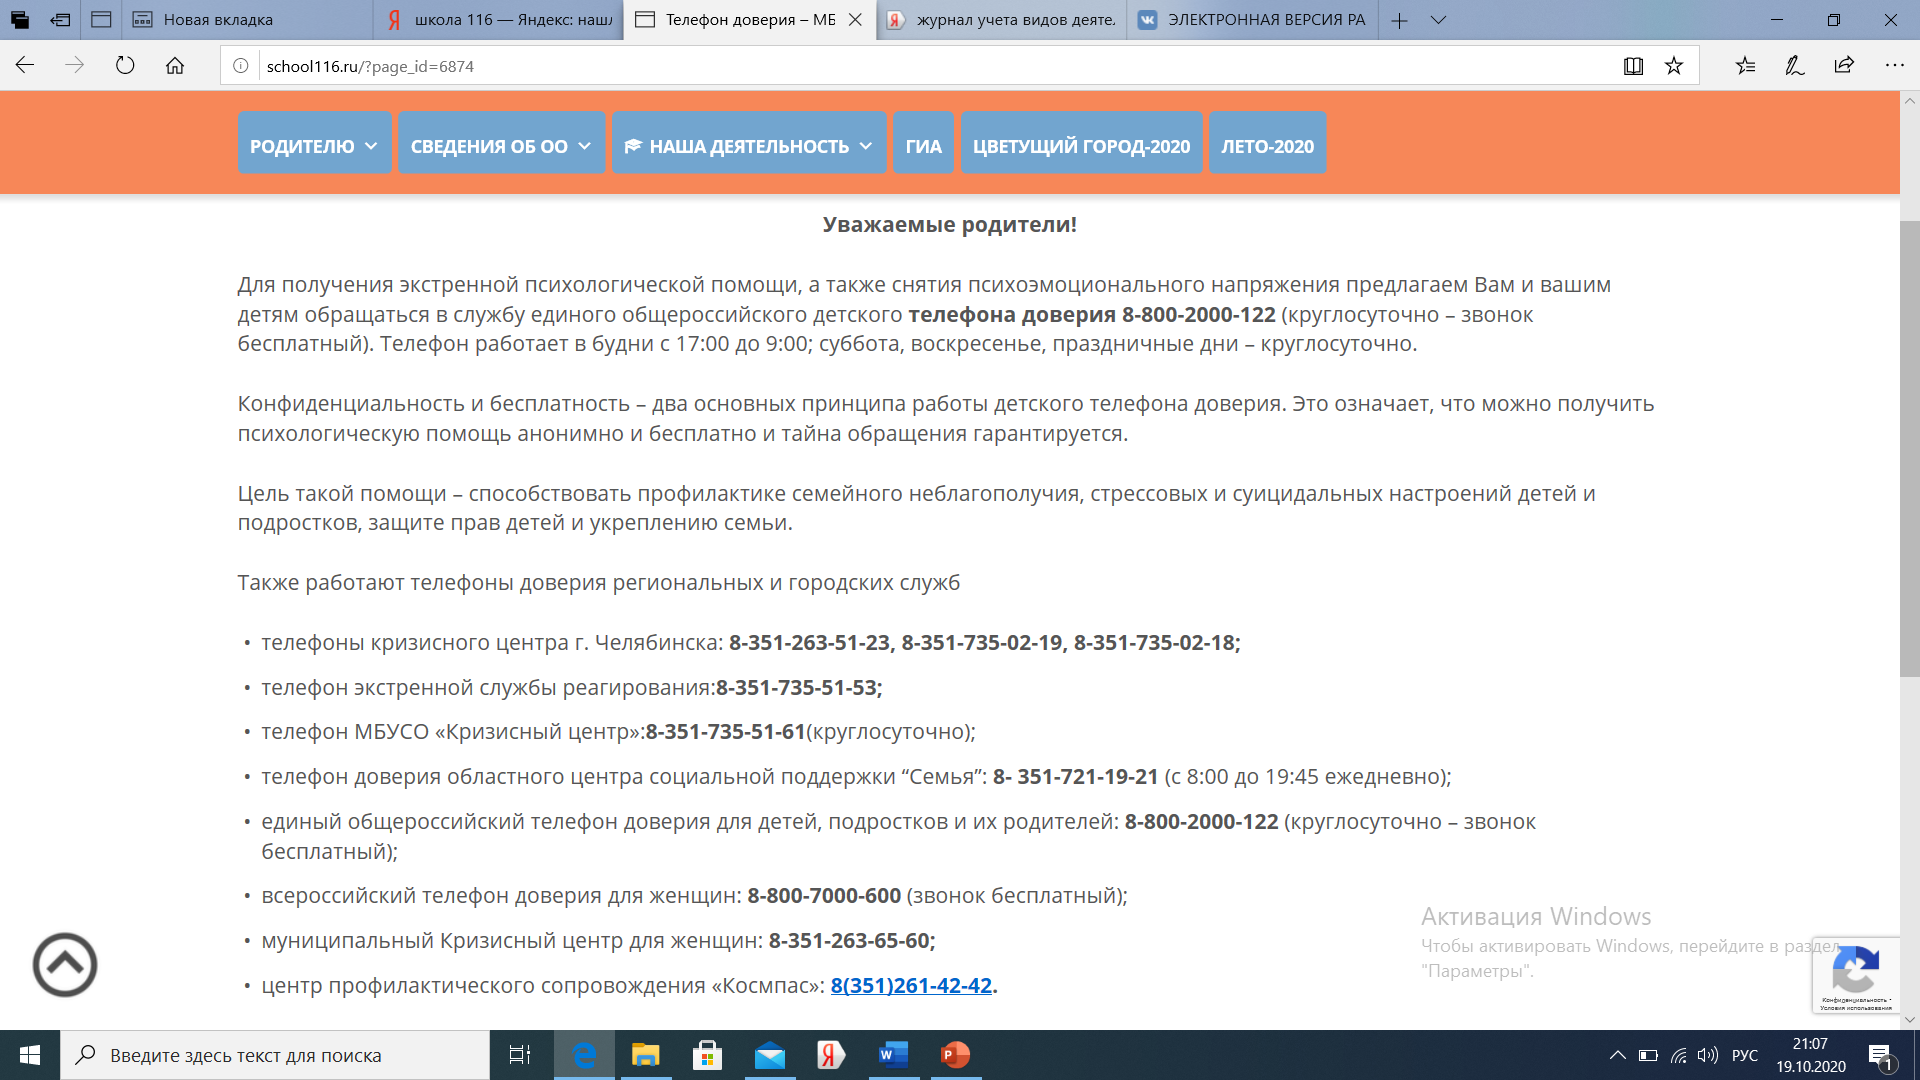 Новая вкладка
школа 116 — Яндекс: наш
Телефон доверия – МБ
журнал учета видов деяте
ЭЛЕКТРОННАЯ ВЕРСИЯ РА
school116.ru/?page_id=6874
РОДИТЕЛЮ
СВЕДЕНИЯ ОБ ОО
НАША ДЕЯТЕЛЬНОСТЬ
ГИА
ЦВЕТУЩИЙ ГОРОД-2020
ЛЕТО-2020
Уважаемые родители!
Для получения экстренной психологической помощи, а также снятия психоэмоционального напряжения предлагаем Вам и вашим
детям обращаться в службу единого общероссийского детского телефона доверия 8-800-2000-122 (круглосуточно – звонок
бесплатный). Телефон работает в будни с 17:00 до 9:00; суббота, воскресенье, праздничные дни – круглосуточно.
Конфиденциальность и бесплатность – два основных принципа работы детского телефона доверия. Это означает, что можно получить
психологическую помощь анонимно и бесплатно и тайна обращения гарантируется.
Цель такой помощи – способствовать профилактике семейного неблагополучия, стрессовых и суицидальных настроений детей и
подростков, защите прав детей и укреплению семьи.
Также работают телефоны доверия региональных и городских служб
• телефоны кризисного центра г. Челябинска: 8-351-263-51-23, 8-351-735-02-19, 8-351-735-02-18;
• телефон экстренной службы реагирования:8-351-735-51-53;
• телефон МБУСО «Кризисный центр»:8-351-735-51-61(круглосуточно);
• телефон доверия областного центра социальной поддержки “Семья”: 8- 351-721-19-21 (с 8:00 до 19:45 ежедневно);
• единый общероссийский телефон доверия для детей, подростков и их родителей: 8-800-2000-122 (круглосуточно – звонок
бесплатный);
• всероссийский телефон доверия для женщин: 8-800-7000-600 (звонок бесплатный);
• муниципальный Кризисный центр для женщин: 8-351-263-65-60;
• центр профилактического сопровождения «Космпас»: 8(351)261-42-42.
Активация Windows
Чтобы активировать Windows, перейдите в раздел
"Параметры".
Конфиденциальность -
Условия использования
Введите здесь текст для поиска
РУС
21:07
19.10.2020
1